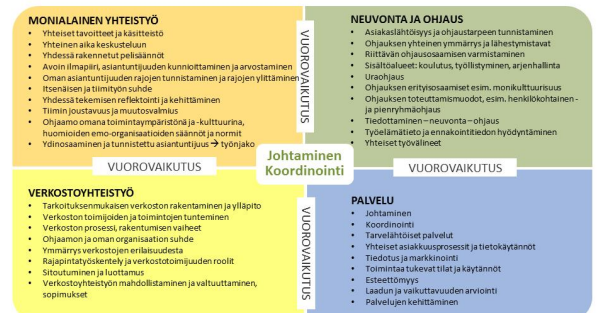 MONIALAINEN YHTEISTYÖ
• Yhteiset tavoitteet ja käsitteistö
• Yhteinen aika keskusteluun
• Yhdessä rakennetut pelisäännöt
• Avoin ilmapiiri, asiantuntijuuden kunnioittaminen ja arvostaminen
• Oman asiantuntijuuden rajojen tunnistaminen ja rajojen ylittäminen
• Itsenäisen ja tiimityön suhde
• Yhdessä tekemisen reflektointi ja kehittäminen
• Tiimin joustavuus ja muutosvalmius
• Ohjaamo omana toimintaympäristönä ja -kulttuurina,
huomioiden emo-organisaatioiden säännöt ja normit
• Ydinosaaminen ja tunnistettu asiantuntijuus → työnjako
VUOROVAIKUTUS
NEUVONTA JA OHJAUS
• Asiakaslähtöisyys ja ohjaustarpeen tunnistaminen
• Ohjauksen yhteinen ymmärrys ja lähestymistavat
• Riittävän ohjausosaamisen varmistaminen
• Sisältöalueet: koulutus, työllistyminen, arjenhallinta
• Uraohjaus
• Ohjauksen erityisosaamiset esim. monikulttuurisuus
• Ohjauksen toteuttamismuodot, esim. henkilökohtainen -
ja pienryhmäohjaus
• Tiedottaminen – neuvonta – ohjaus
• Työelämätieto ja ennakointitiedon hyödyntäminen
• Yhteiset työvälineet
VUOROVAIKUTUS
Johtaminen
Koordinointi
VUOROVAIKUTUS
VERKOSTOYHTEISTYÖ
• Tarkoituksenmukaisen verkoston rakentaminen ja ylläpito
• Verkoston toimijoiden ja toimintojen tunteminen
• Verkoston prosessi, rakentumisen vaiheet
• Ohjaamon ja oman organisaation suhde
• Ymmärrys verkostojen erilaisuudesta
• Rajapintatyöskentely ja verkostotoimijuuden roolit
• Sitoutuminen ja luottamus
• Verkostoyhteistyön mahdollistaminen ja valtuuttaminen,
sopimukset
VUOROVAIKUTUS
PALVELU
• Johtaminen
• Koordinointi
• Tarvelähtöiset palvelut
• Yhteiset asiakkuusprosessit ja tietokäytännöt
• Tiedotus ja markkinointi
• Toimintaa tukevat tilat ja käytännöt
• Esteettömyys
• Laadun ja vaikuttavuuden arviointi
• Palvelujen kehittäminen